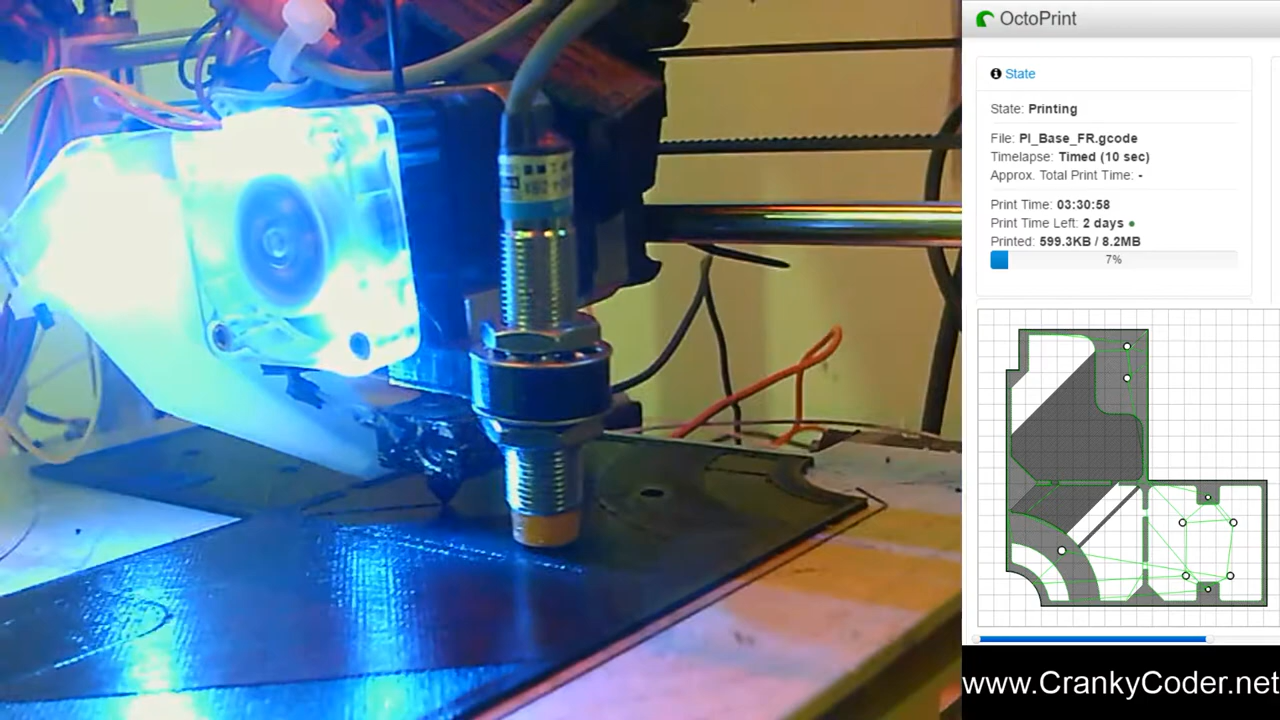 OctoPrint
State
State: Printing
File: PI_Base_FR.gcode
Timelapse: Timed (10 sec)
Approx. Total Print Time: -
Print Time: 03:30:58
Print Time Left: 2 days
Printed: 599.3KB / 8.2MB
7%
www.CrankyCoder.net